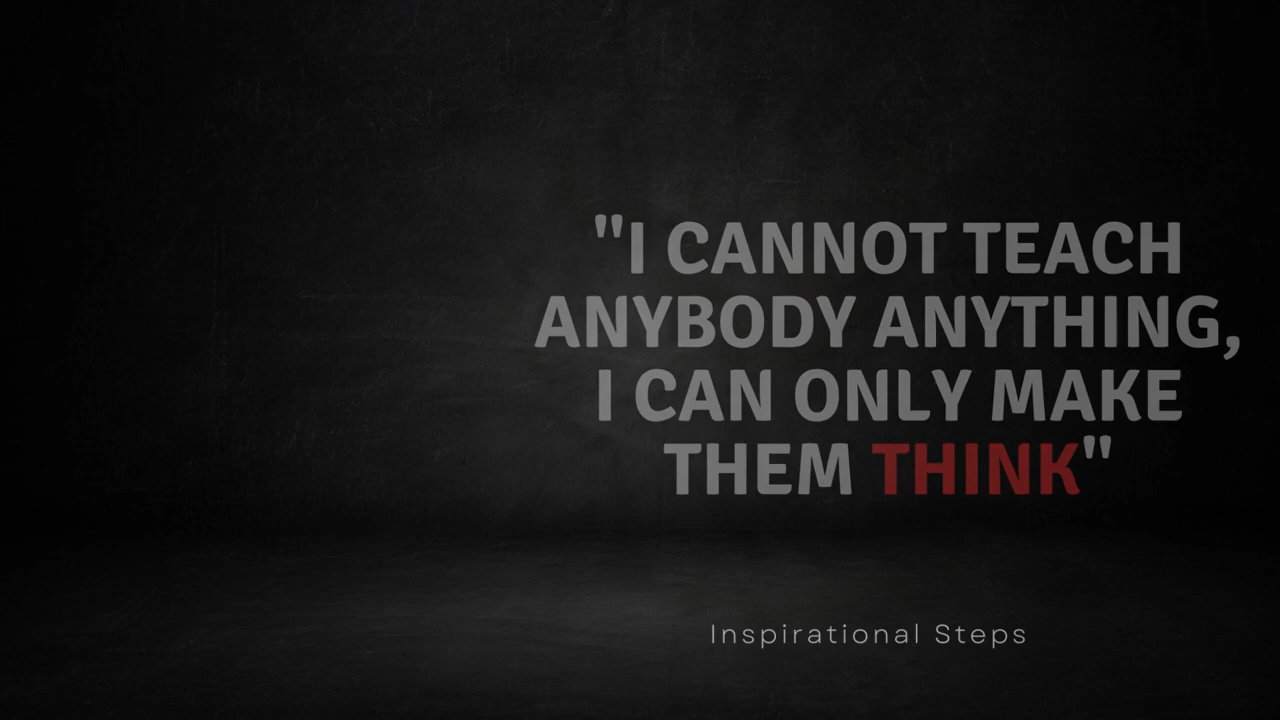 "I CANNOT TEACH
ANYBODY ANYTHING,
I CAN ONLY MAKE
THEM THINK"
Inspirational Steps